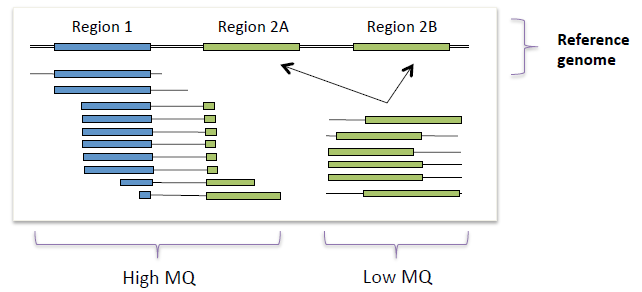 Region 1 Region 2A Region 2B
Reference
genome
High MQ Low MQ